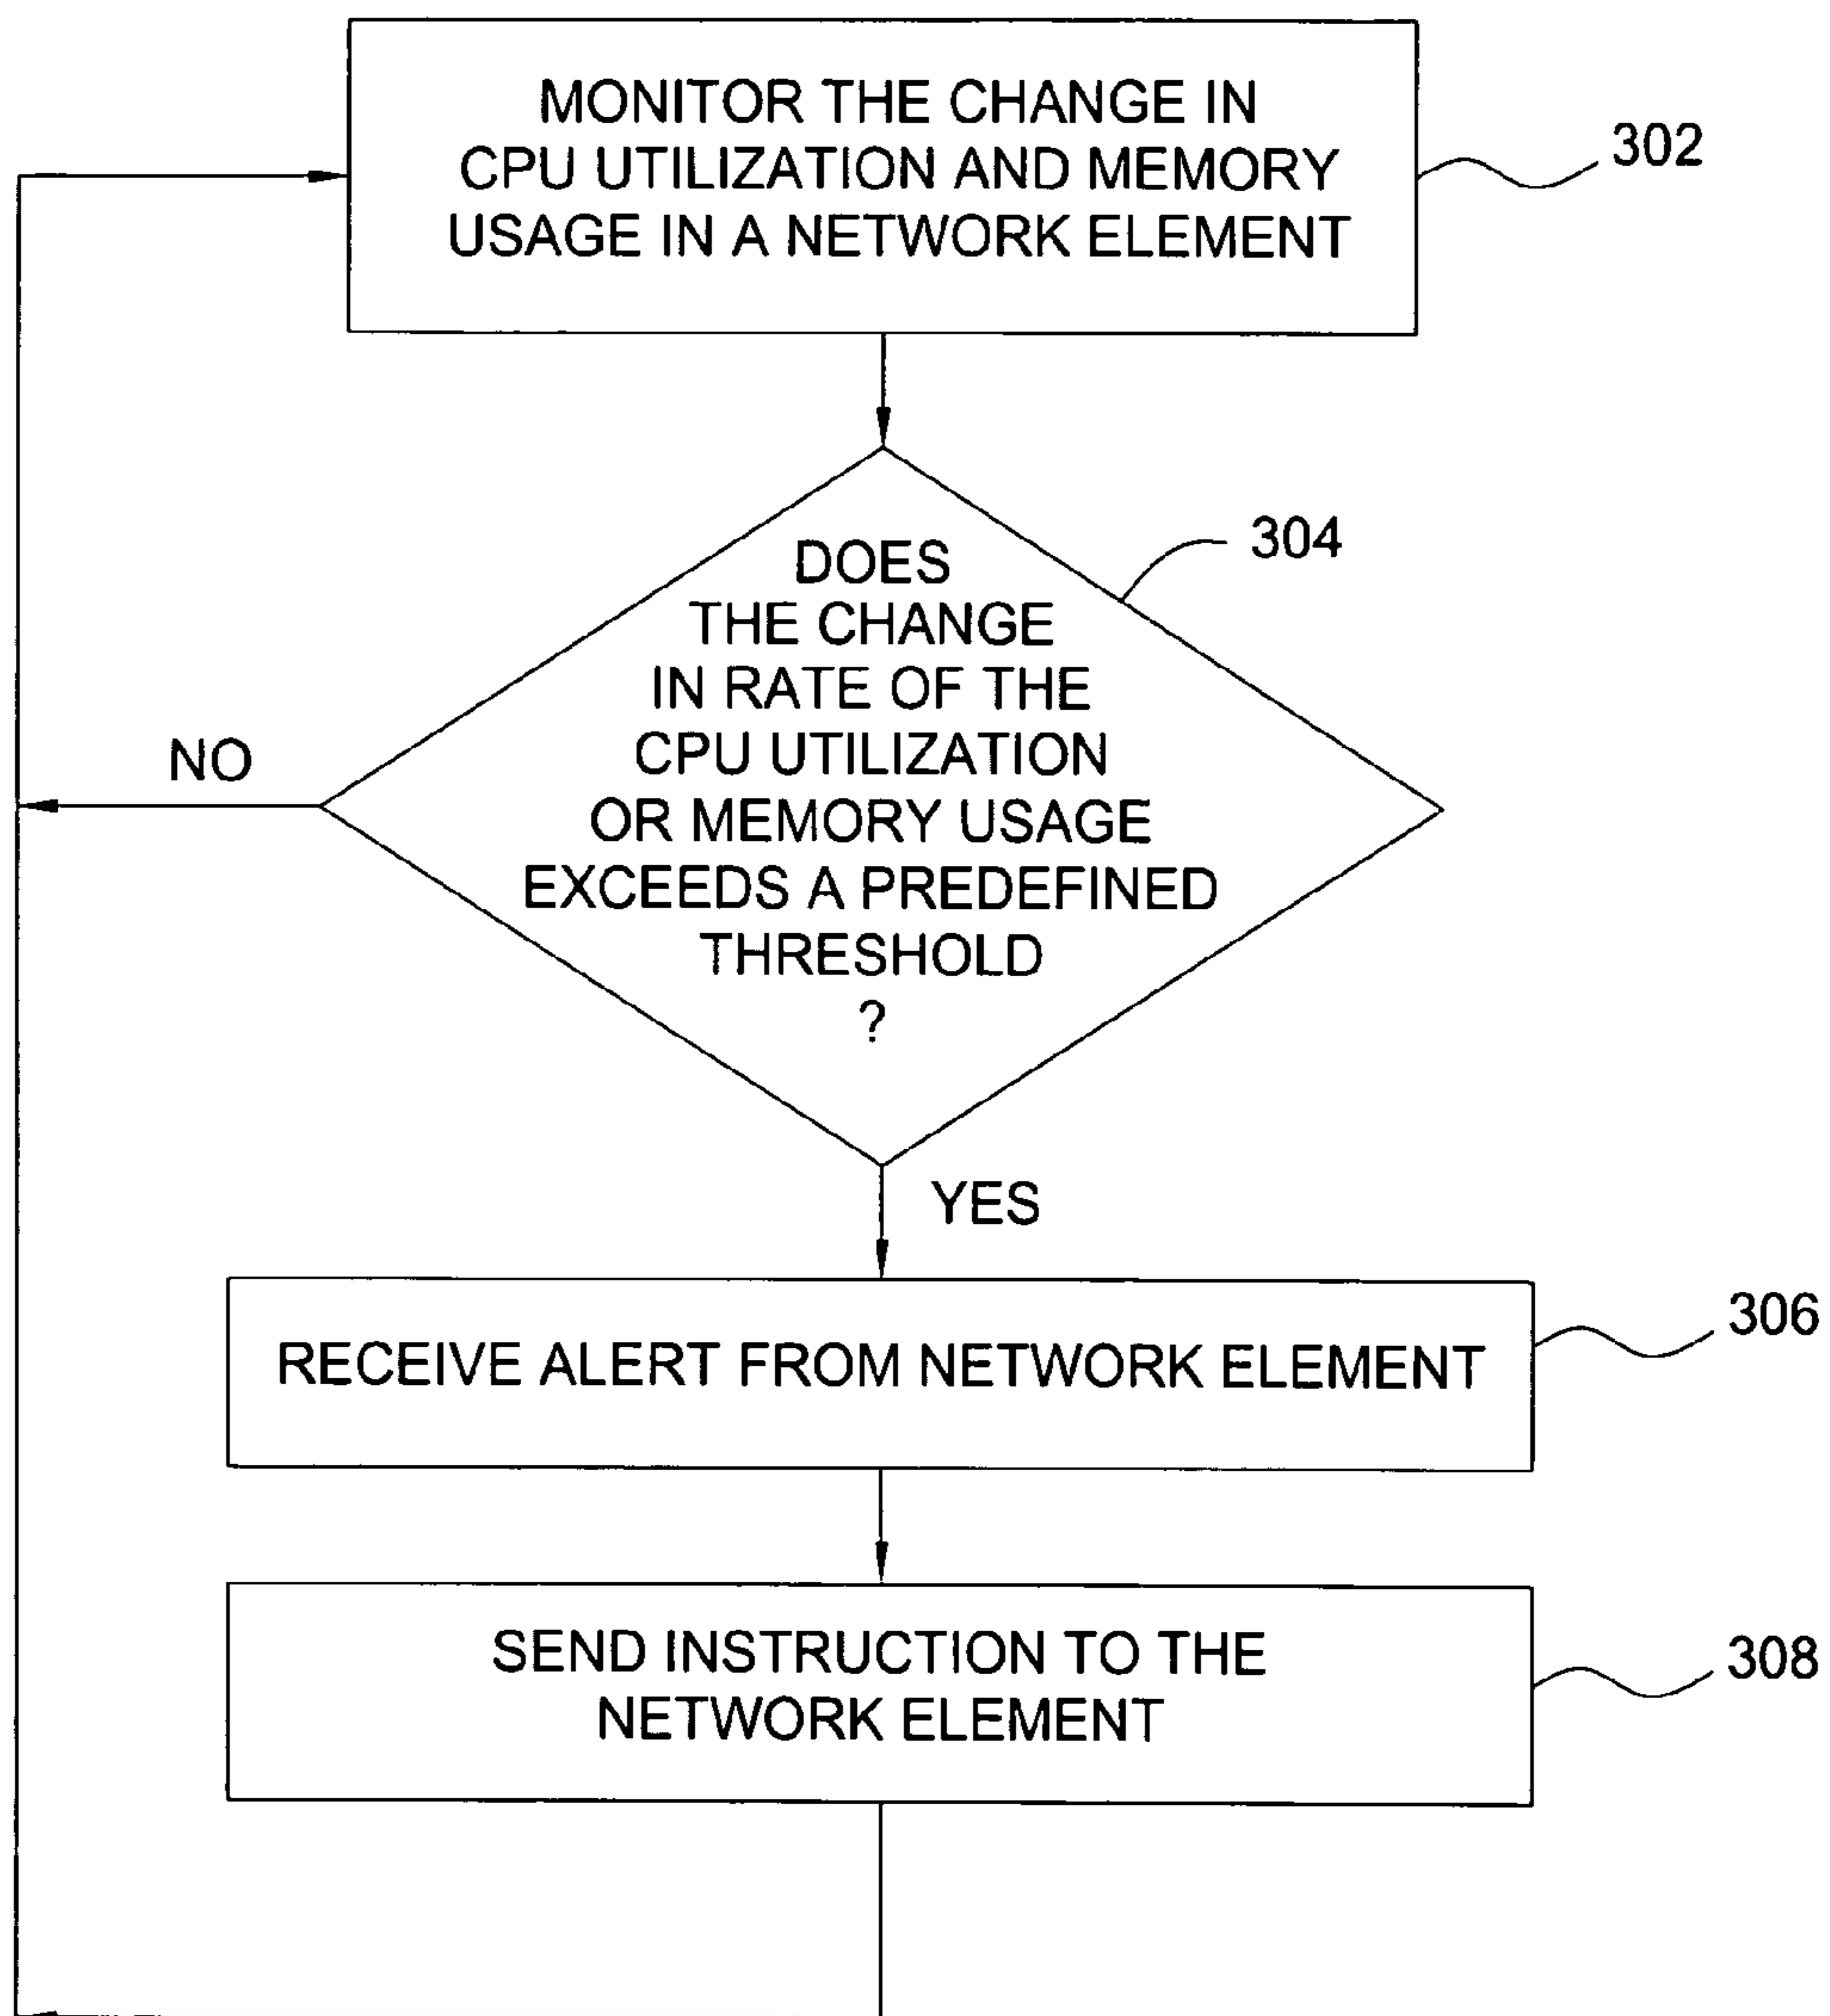 MONITOR THE CHANGE IN
CPU UTILIZATION AND MEMORY
USAGE IN A NETWORK ELEMENT
302
304
DOES
THE CHANGE
IN RATE OF THE
CPU UTILIZATION
OR MEMORY USAGE
EXCEEDS A PREDEFINED
THRESHOLD
?
NO
YES
RECEIVE ALERT FROM NETWORK ELEMENT
306
SEND INSTRUCTION TO THE
NETWORK ELEMENT
308